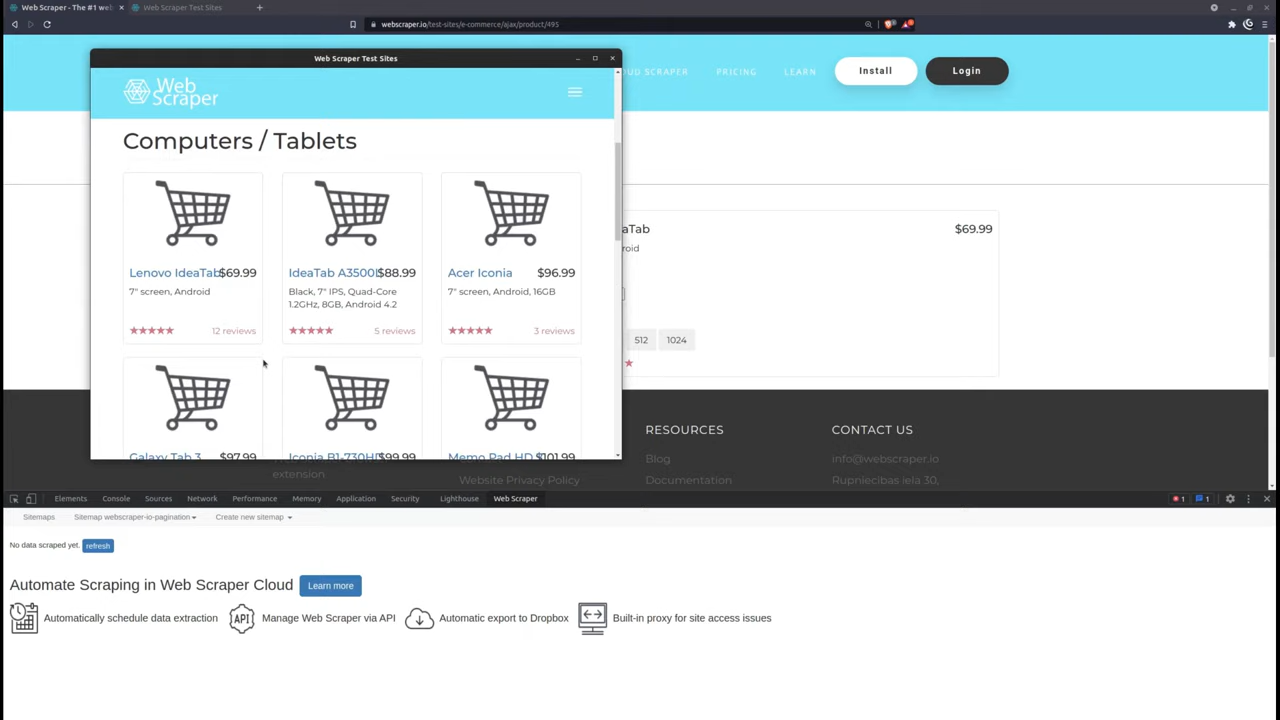 Web Scraper - The #1 web
Web Scraper Test Sites
webscraper.io/test-sites/e-commerce/ajax/product/495
Web Scraper Test Sites
Web
Scraper
SCRAPER
PRICING
LEARN
Install
Login
Computers / Tablets
Lenovo IdeaTab
$69.99
7" screen, Android
12 reviews
IdeaTab A3500L
$88.99
Black, 7" IPS, Quad-Core
1.2GHz, 8GB, Android 4.2
5 reviews
Acer Iconia
$96.99
7" screen, Android, 16GB
3 reviews
Galaxy Tab 3
$97.99
Iconia B1-730HD
$99.99
Memo Pad HD
$101.99
aTab
$69.99
roid
512
1024
extension
Website Privacy Policy
RESOURCES
Blog
Documentation
CONTACT US
info@webscraper.io
Rupniecibas iela 30,
Elements
Console
Sources
Network
Performance
Memory
Application
Security
Lighthouse
Web Scraper
1
1
Sitemaps
Sitemap webscraper-io-pagination
Create new sitemap
No data scraped yet. refresh
Automate Scraping in Web Scraper Cloud Learn more
Automatically schedule data extraction
API
Manage Web Scraper via API
Automatic export to Dropbox
Built-in proxy for site access issues